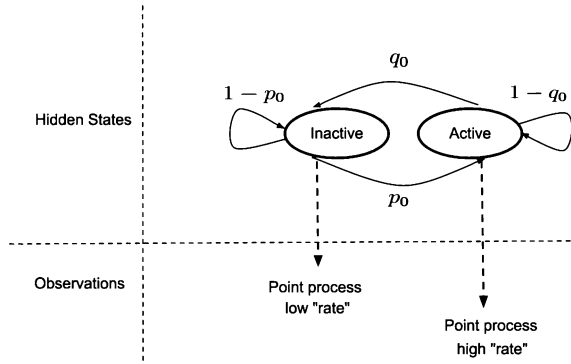 q₀
1 − p₀
1 − q₀
Hidden States
Inactive
Active
p₀
Observations
Point process
low "rate"
Point process
high "rate"